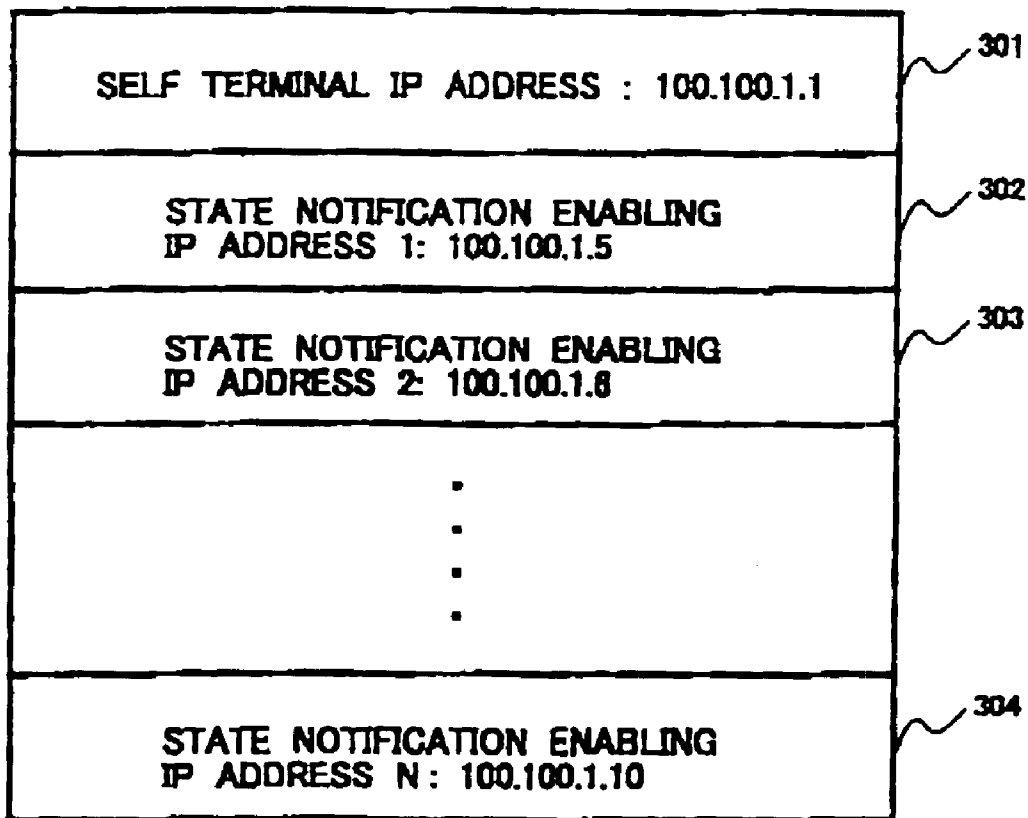 SELF TERMINAL IP ADDRESS : 100.100.1.1
301
STATE NOTIFICATION ENABLING
IP ADDRESS 1: 100.100.1.5
302
STATE NOTIFICATION ENABLING
IP ADDRESS 2: 100.100.1.6
303
STATE NOTIFICATION ENABLING
IP ADDRESS N : 100.100.1.10
304